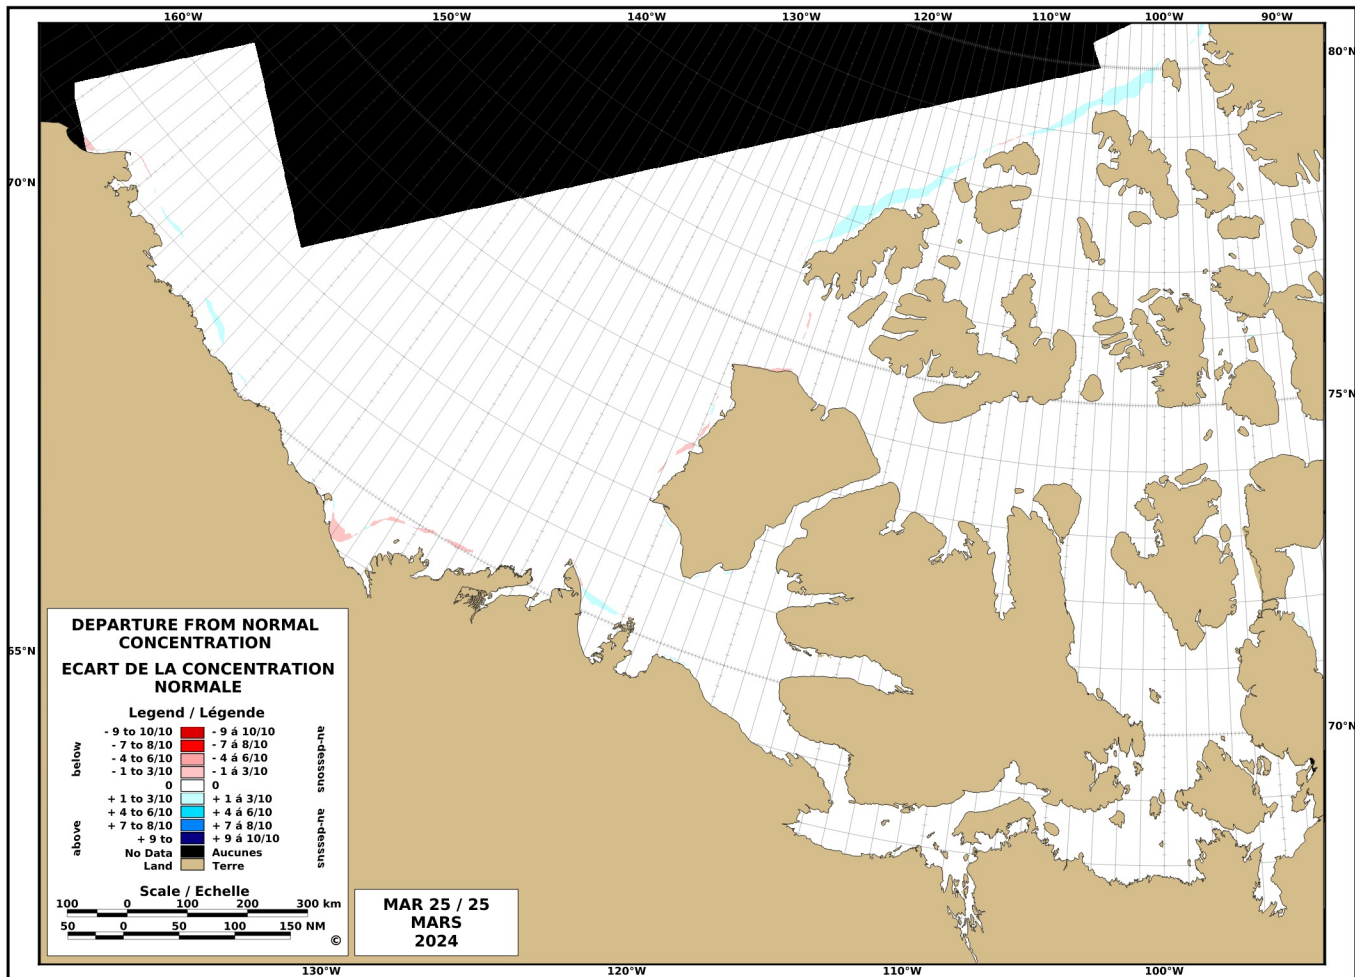 160°W 150°W 140°W 130°W 120°W 110°W 100°W 90°W
80°N
70°N
75°N
65°N
70°N
DEPARTURE FROM NORMAL
CONCENTRATION
ECART DE LA CONCENTRATION
NORMALE
Legend / Légende
below
above
- 9 to 10/10 - 9 á 10/10
- 7 to 8/10 - 7 á 8/10
- 4 to 6/10 - 4 á 6/10
- 1 to 3/10 - 1 á 3/10
0 0
+ 1 to 3/10 + 1 á 3/10
+ 4 to 6/10 + 4 á 6/10
+ 7 to 8/10 + 7 á 8/10
+ 9 to + 9 á 10/10
No Data Aucunes
Land Terre
au-dessous
au-dessus
Scale / Echelle
100 0 100 200 300 km
50 0 50 100 150 NM
©
MAR 25 / 25
MARS
2024
130°W 120°W 110°W 100°W